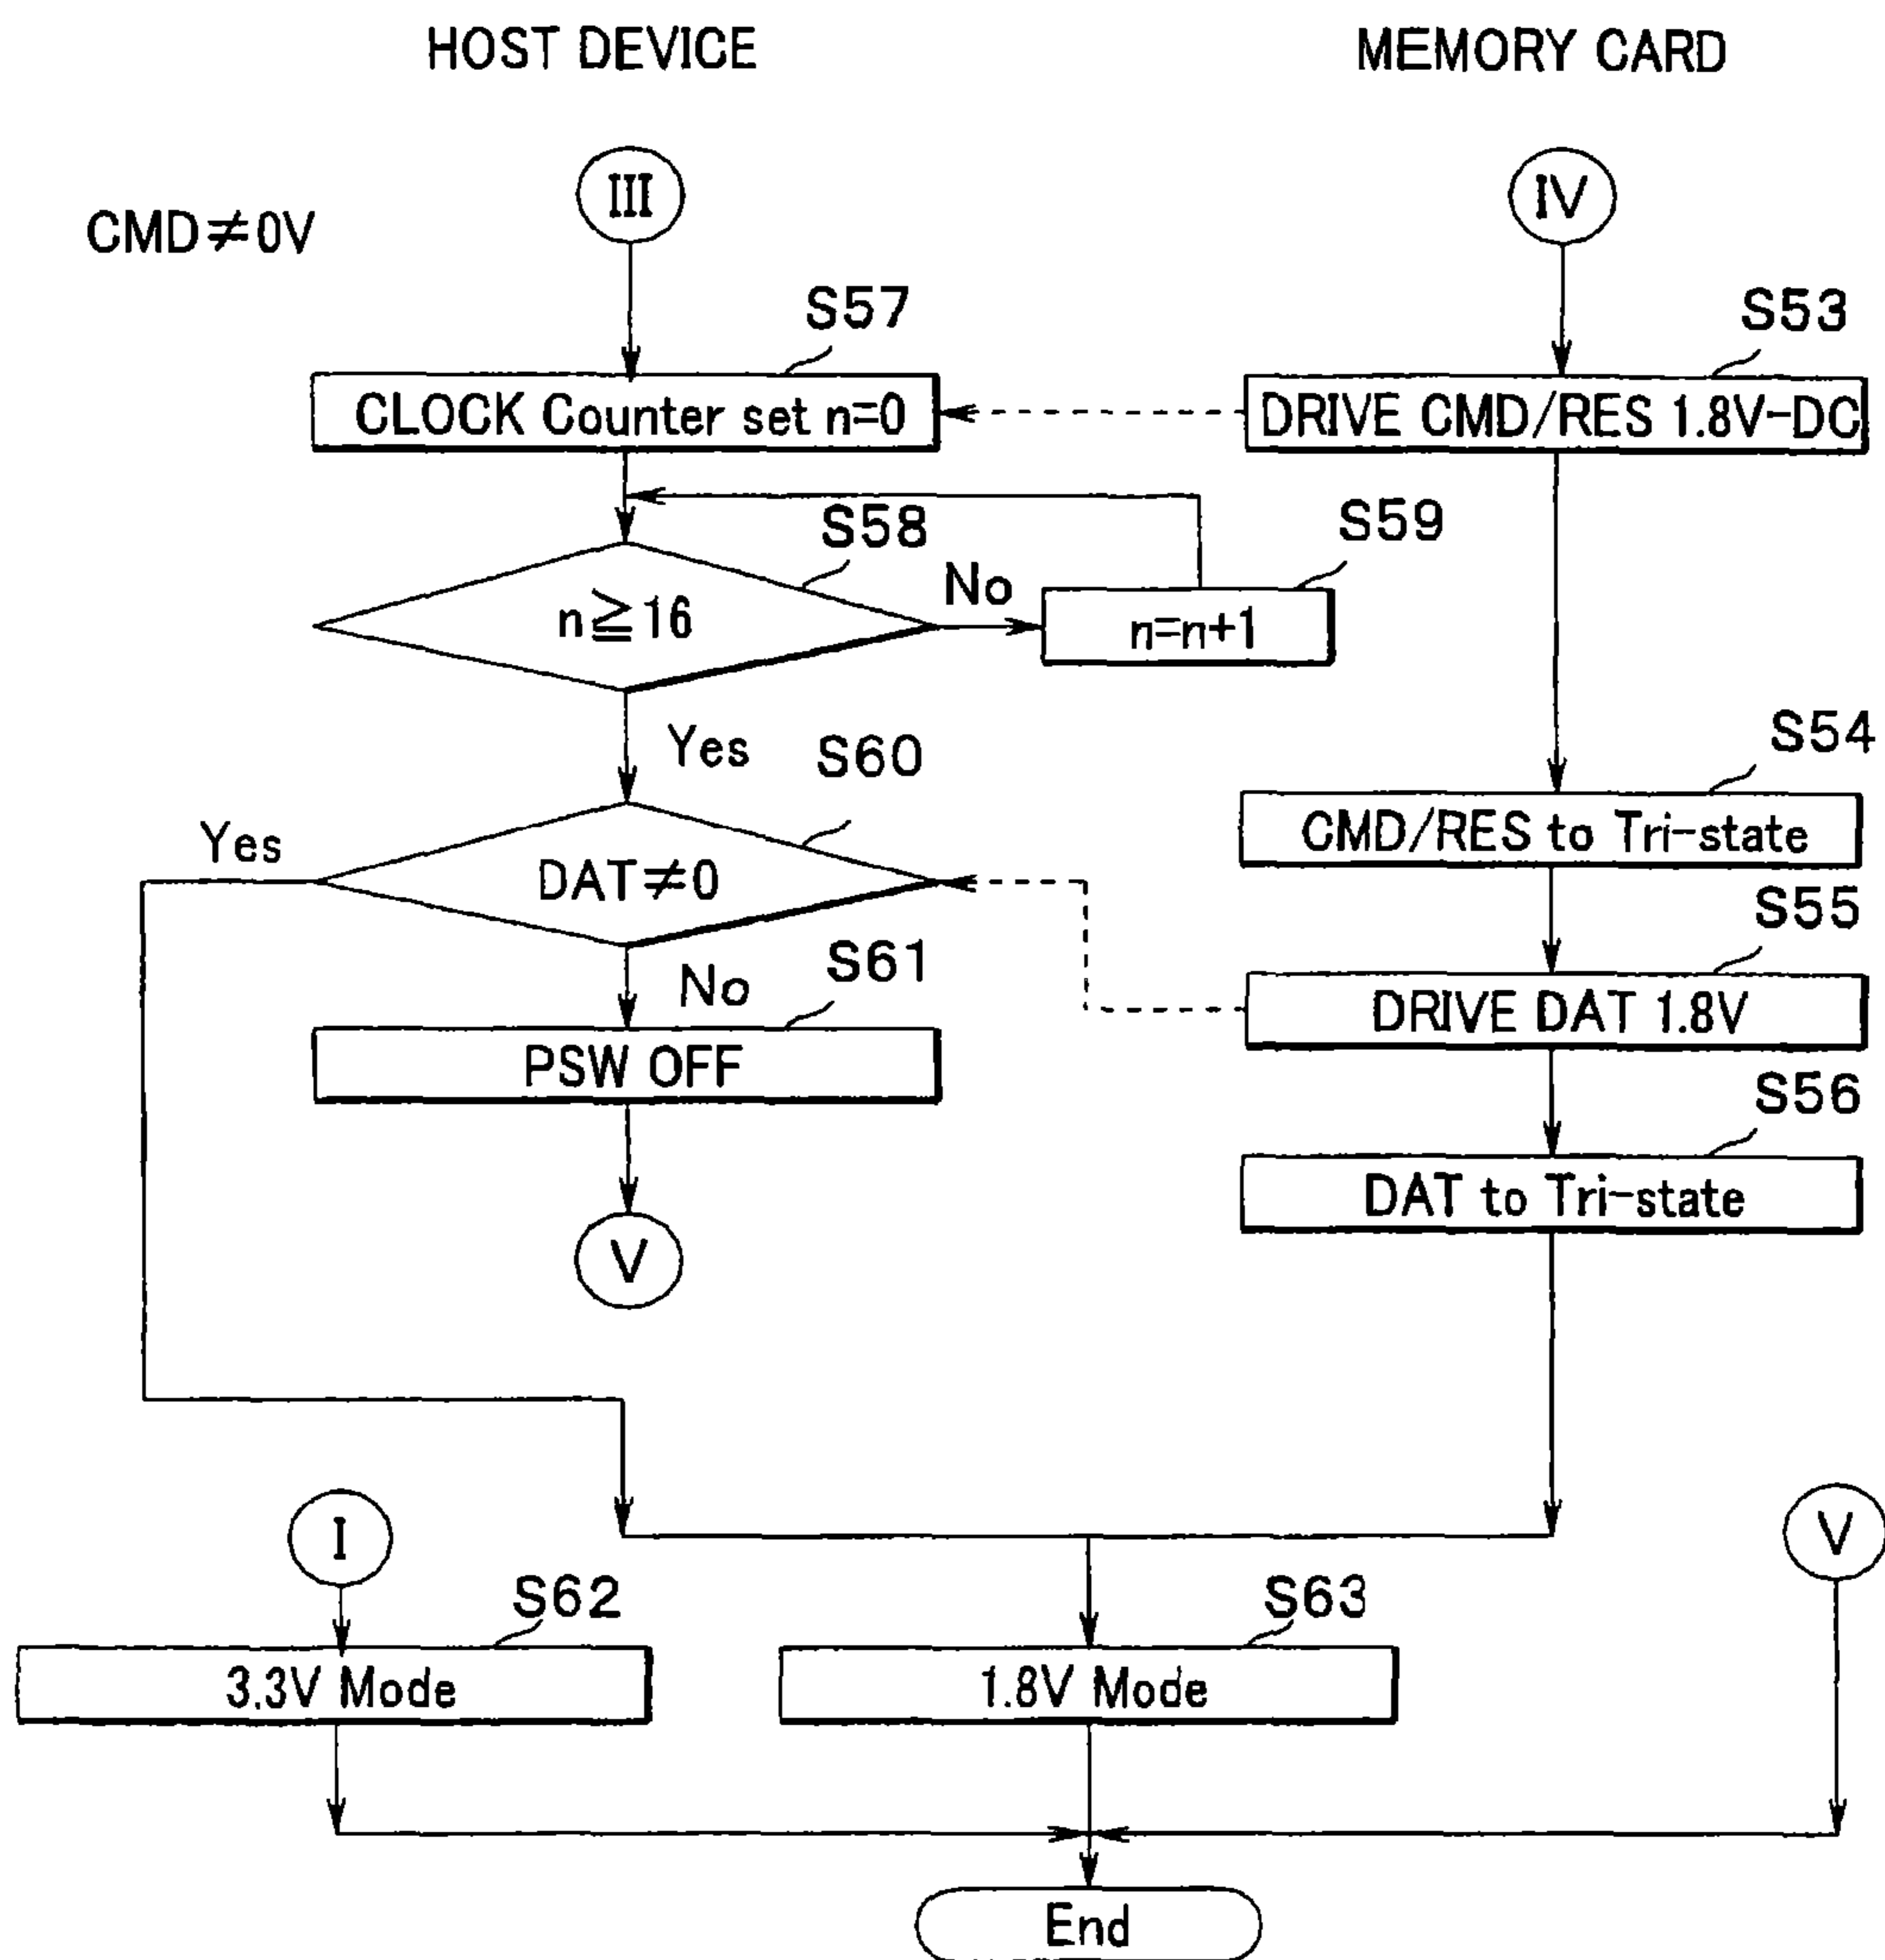 HOST DEVICE
MEMORY CARD
III
IV
CMD≠0V
S57
S53
CLOCK Counter set n=0
DRIVE CMD/RES 1.8V-DC
S58
S59
n≧16
No
n=n+1
Yes
S60
S54
Yes
CMD/RES to Tri-state
DAT≠0
S55
No
S61
DRIVE DAT 1.8V
PSW OFF
S56
DAT to Tri-state
V
I
V
S62
S63
3.3V Mode
1.8V Mode
End